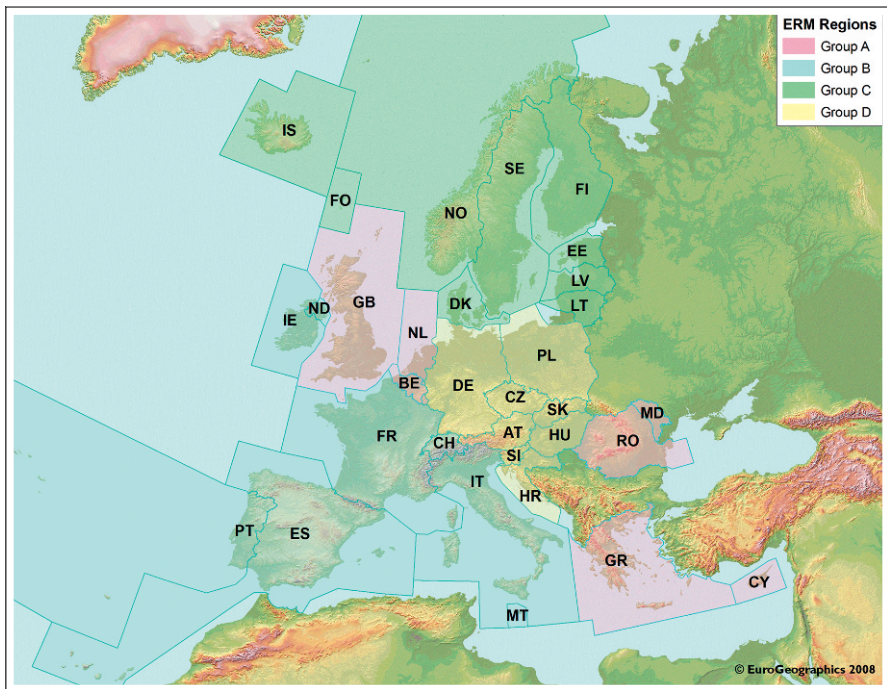 ERM Regions
Group A
Group B
Group C
Group D
IS
SE
FI
FO
NO
EE
LV
DK
LT
ND
GB
IE
NL
PL
BE
DE
CZ
SK
MD
FR
AT
HU
RO
CH
SI
IT
HR
PT
ES
GR
CY
MT
© EuroGeographics 2008